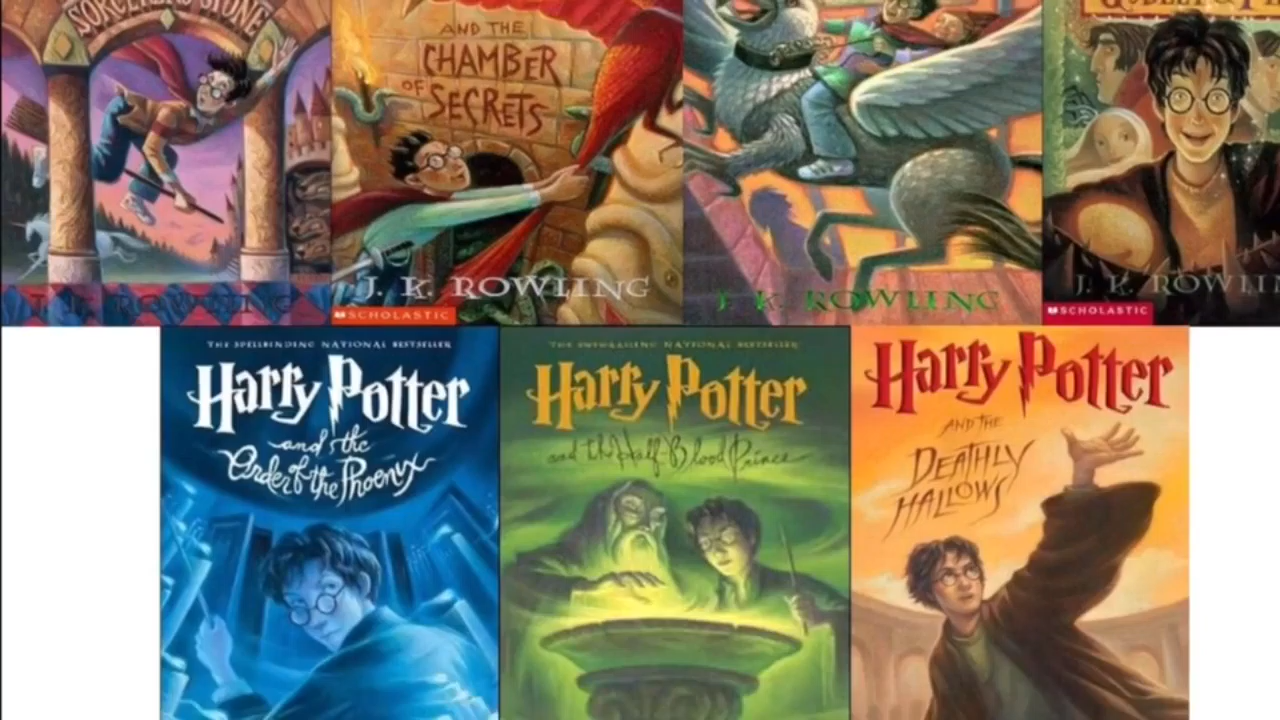 SORCERER'S STONE
J. K. ROWLING
AND THE
CHAMBER
OF SECRETS
J. K. ROWLING
SCHOLASTIC
J. K. ROWLING
J. K. ROWLIN
SCHOLASTIC
THE SPELLBINDING NATIONAL BESTSELLER
Harry Potter
and the
Order of the Phoenix
THE ENTHRALLING NATIONAL BESTSELLER
Harry Potter
and the Half-Blood Prince
Harry Potter
AND THE
DEATHLY
HALLOWS